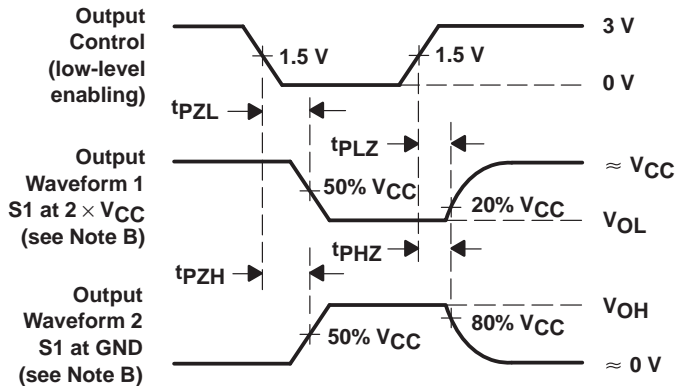 Output
Control
(low-level
enabling)
3 V
1.5 V
1.5 V
0 V
tPZL
tPLZ
Output
Waveform 1
S1 at 2 × VCC
(see Note B)
≈ VCC
50% VCC
20% VCC
VOL
tPHZ
tPZH
Output
Waveform 2
S1 at GND
(see Note B)
VOH
50% VCC
80% VCC
≈ 0 V